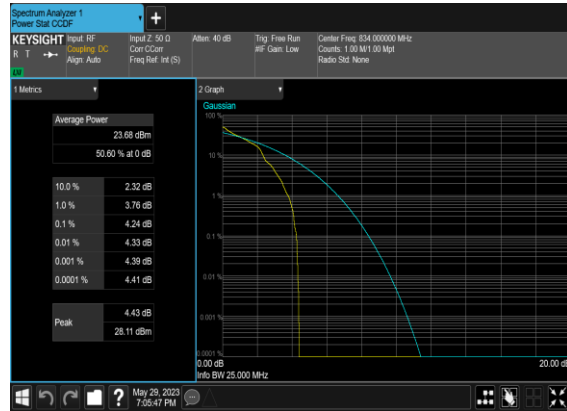 Spectrum Analyzer 1
Power Stat CCDF
KEYSIGHT
R T
Input: RF
Coupling: DC
Align: Auto
Input Z: 50 Ω
Corr CCorr
Freq Ref: Int (S)
Atten: 40 dB
Trig: Free Run
#IF Gain: Low
Center Freq: 834.000000 MHz
Counts: 1.00 M/1.00 Mpt
Radio Std: None
1 Metrics
Average Power
23.68 dBm
50.60 % at 0 dB
10.0 % 2.32 dB
1.0 % 3.76 dB
0.1 % 4.24 dB
0.01 % 4.33 dB
0.001 % 4.39 dB
0.0001 % 4.41 dB
Peak
4.43 dB
28.11 dBm
2 Graph
Gaussian
100 %
10 %
1 %
0.1 %
0.01 %
0.001 %
0.0001 %
0.00 dB
20.00 dB
Info BW 25.000 MHz
May 29, 2023
7:05:47 PM